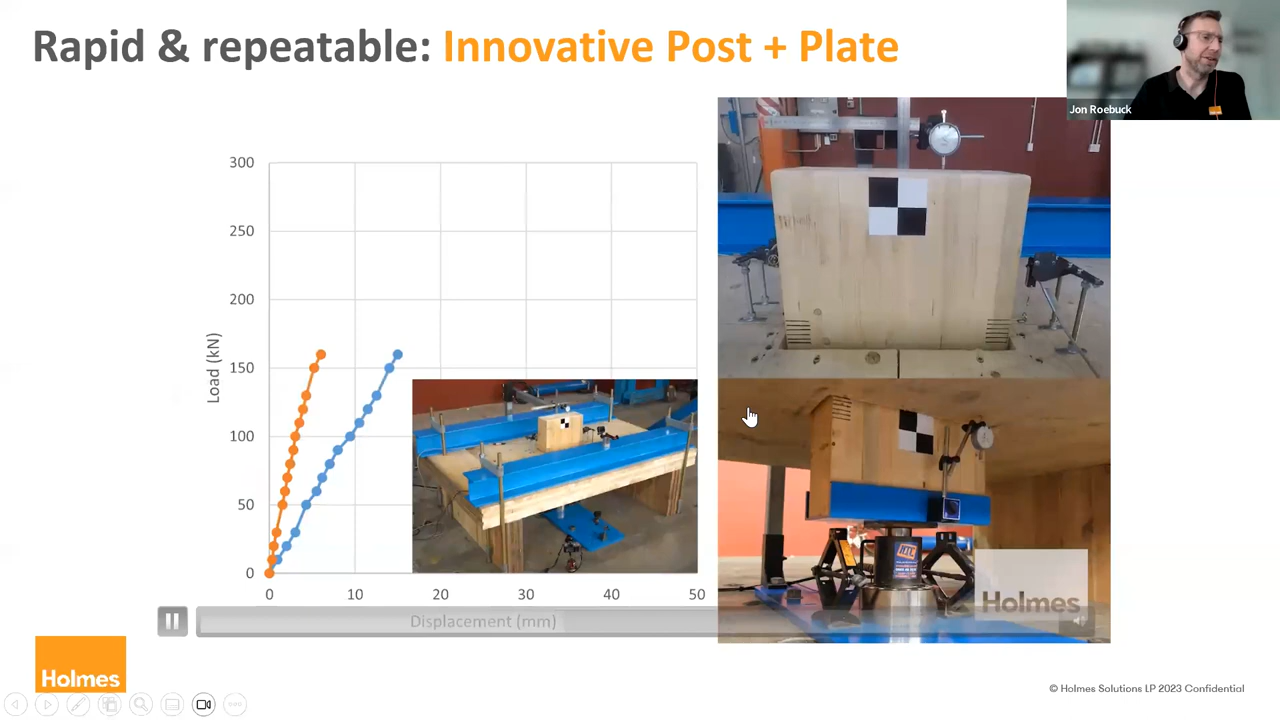 Rapid & repeatable: Innovative Post + Plate
Jon Roebuck
300
250
200
150
100
50
0
Load (kN)
0 10 20 30 40 50
Displacement (mm)
HTC
Holmes
Holmes
© Holmes Solutions LP 2023 Confidential